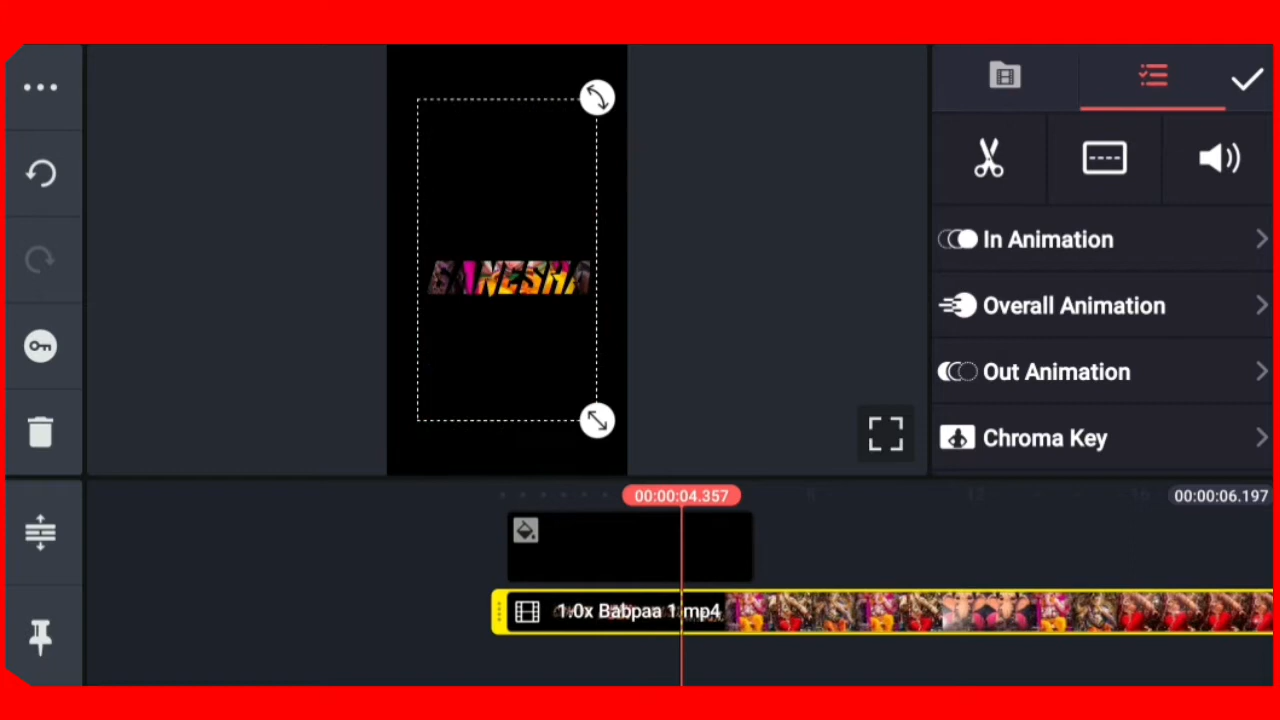 GANESHA
In Animation
Overall Animation
Out Animation
Chroma Key
00:00:04.357
00:00:06.197
1.0x Babpaa 1.mp4